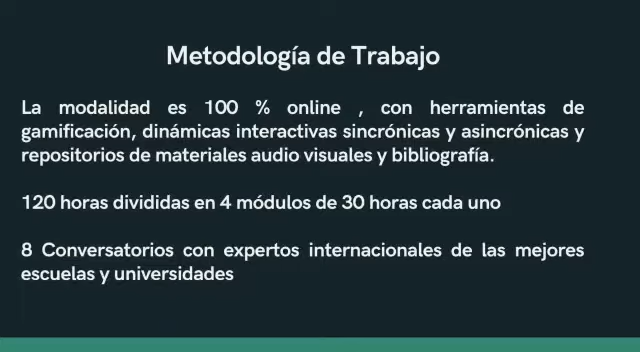 Metodología de Trabajo
La modalidad es 100 % online , con herramientas de
gamificación, dinámicas interactivas sincrónicas y asincrónicas y
repositorios de materiales audio visuales y bibliografía.
120 horas divididas en 4 módulos de 30 horas cada uno
8 Conversatorios con expertos internacionales de las mejores
escuelas y universidades